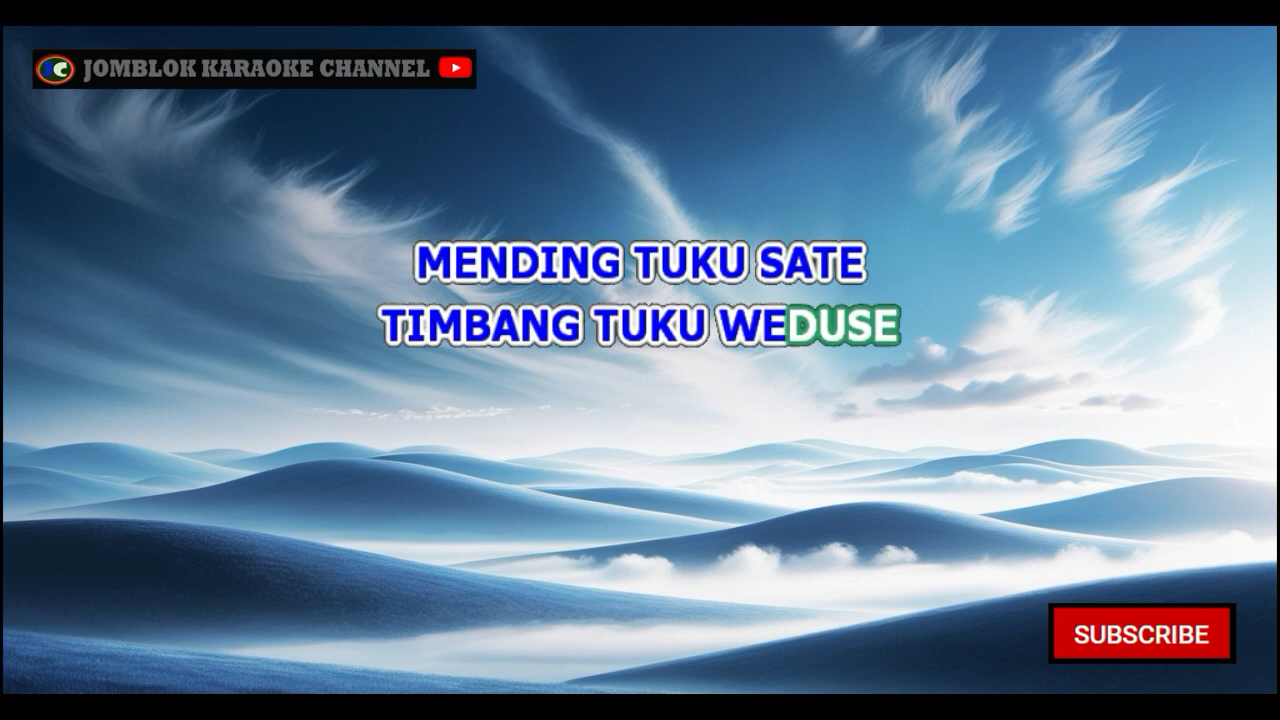 JOMBLOK KARAOKE CHANNEL
MENDING TUKU SATE
TIMBANG TUKU WEDUSE
SUBSCRIBE